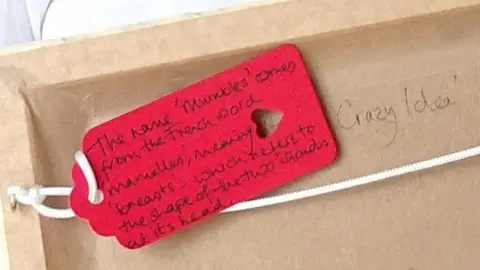 The name 'Mumbles' comes
from the French word
'mamelles', meaning
'breasts' - which refers to
the shape of the two islands
at its head.
'Crazy Idea'